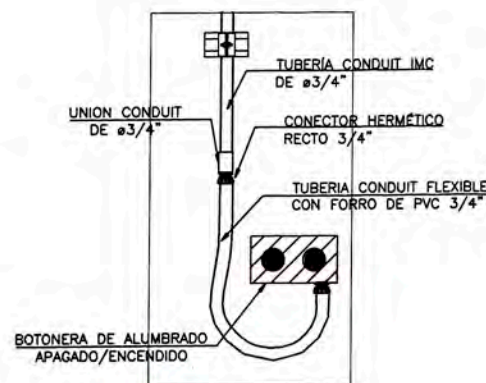 TUBERÍA CONDUIT IMC
DE ø3/4"
UNION CONDUIT
DE ø3/4"
CONECTOR HERMÉTICO
RECTO 3/4"
TUBERIA CONDUIT FLEXIBLE
CON FORRO DE PVC 3/4"
BOTONERA DE ALUMBRADO
APAGADO/ENCENDIDO